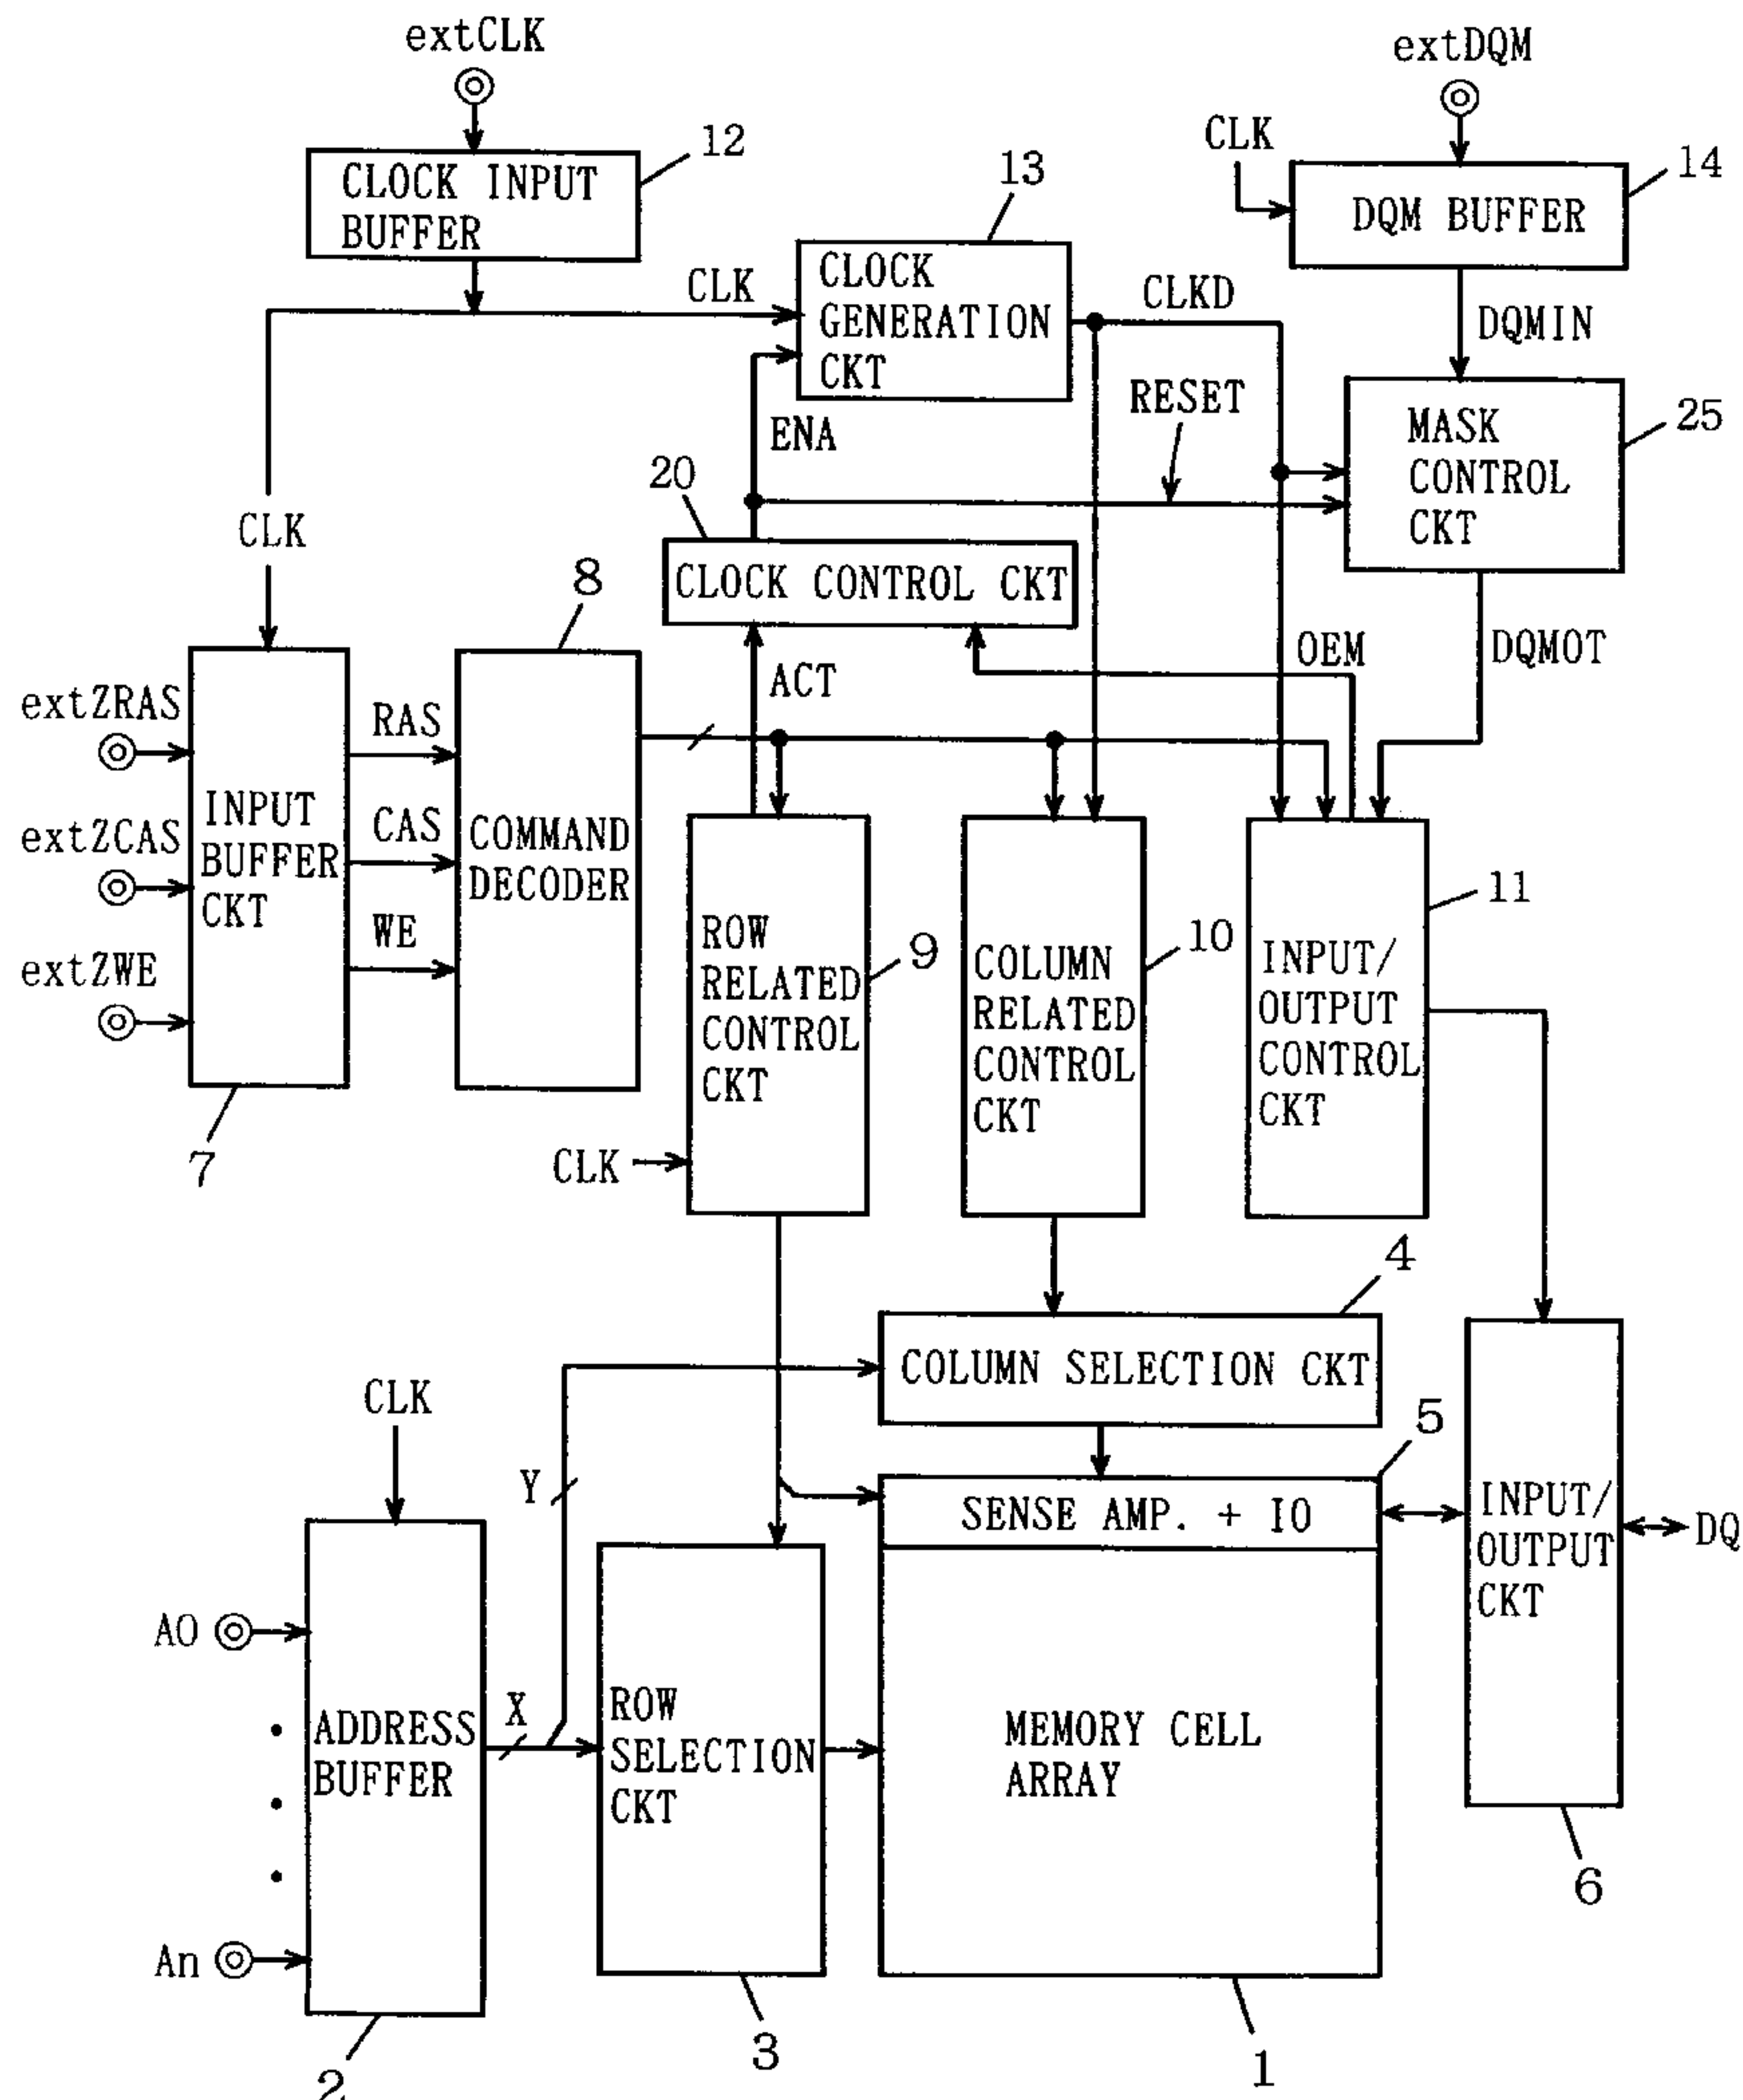 extCLK
extDQM
12
CLK
14
CLOCK INPUT
BUFFER
13
DQM BUFFER
CLK
CLOCK
GENERATION
CKT
CLKD
DQMIN
RESET
ENA
MASK
CONTROL
CKT
25
20
CLK
CLOCK CONTROL CKT
8
OEM
DQMOT
ACT
extZRAS
RAS
INPUT
BUFFER
CKT
extZCAS
CAS
COMMAND
DECODER
11
extZWE
WE
ROW
RELATED
CONTROL
CKT
9
COLUMN
RELATED
CONTROL
CKT
10
INPUT/
OUTPUT
CONTROL
CKT
7
CLK
4
COLUMN SELECTION CKT
CLK
5
Y
SENSE AMP. + IO
INPUT/
OUTPUT
CKT
DQ
A0
ADDRESS
BUFFER
X
ROW
SELECTION
CKT
MEMORY CELL
ARRAY
6
An
2
3
1